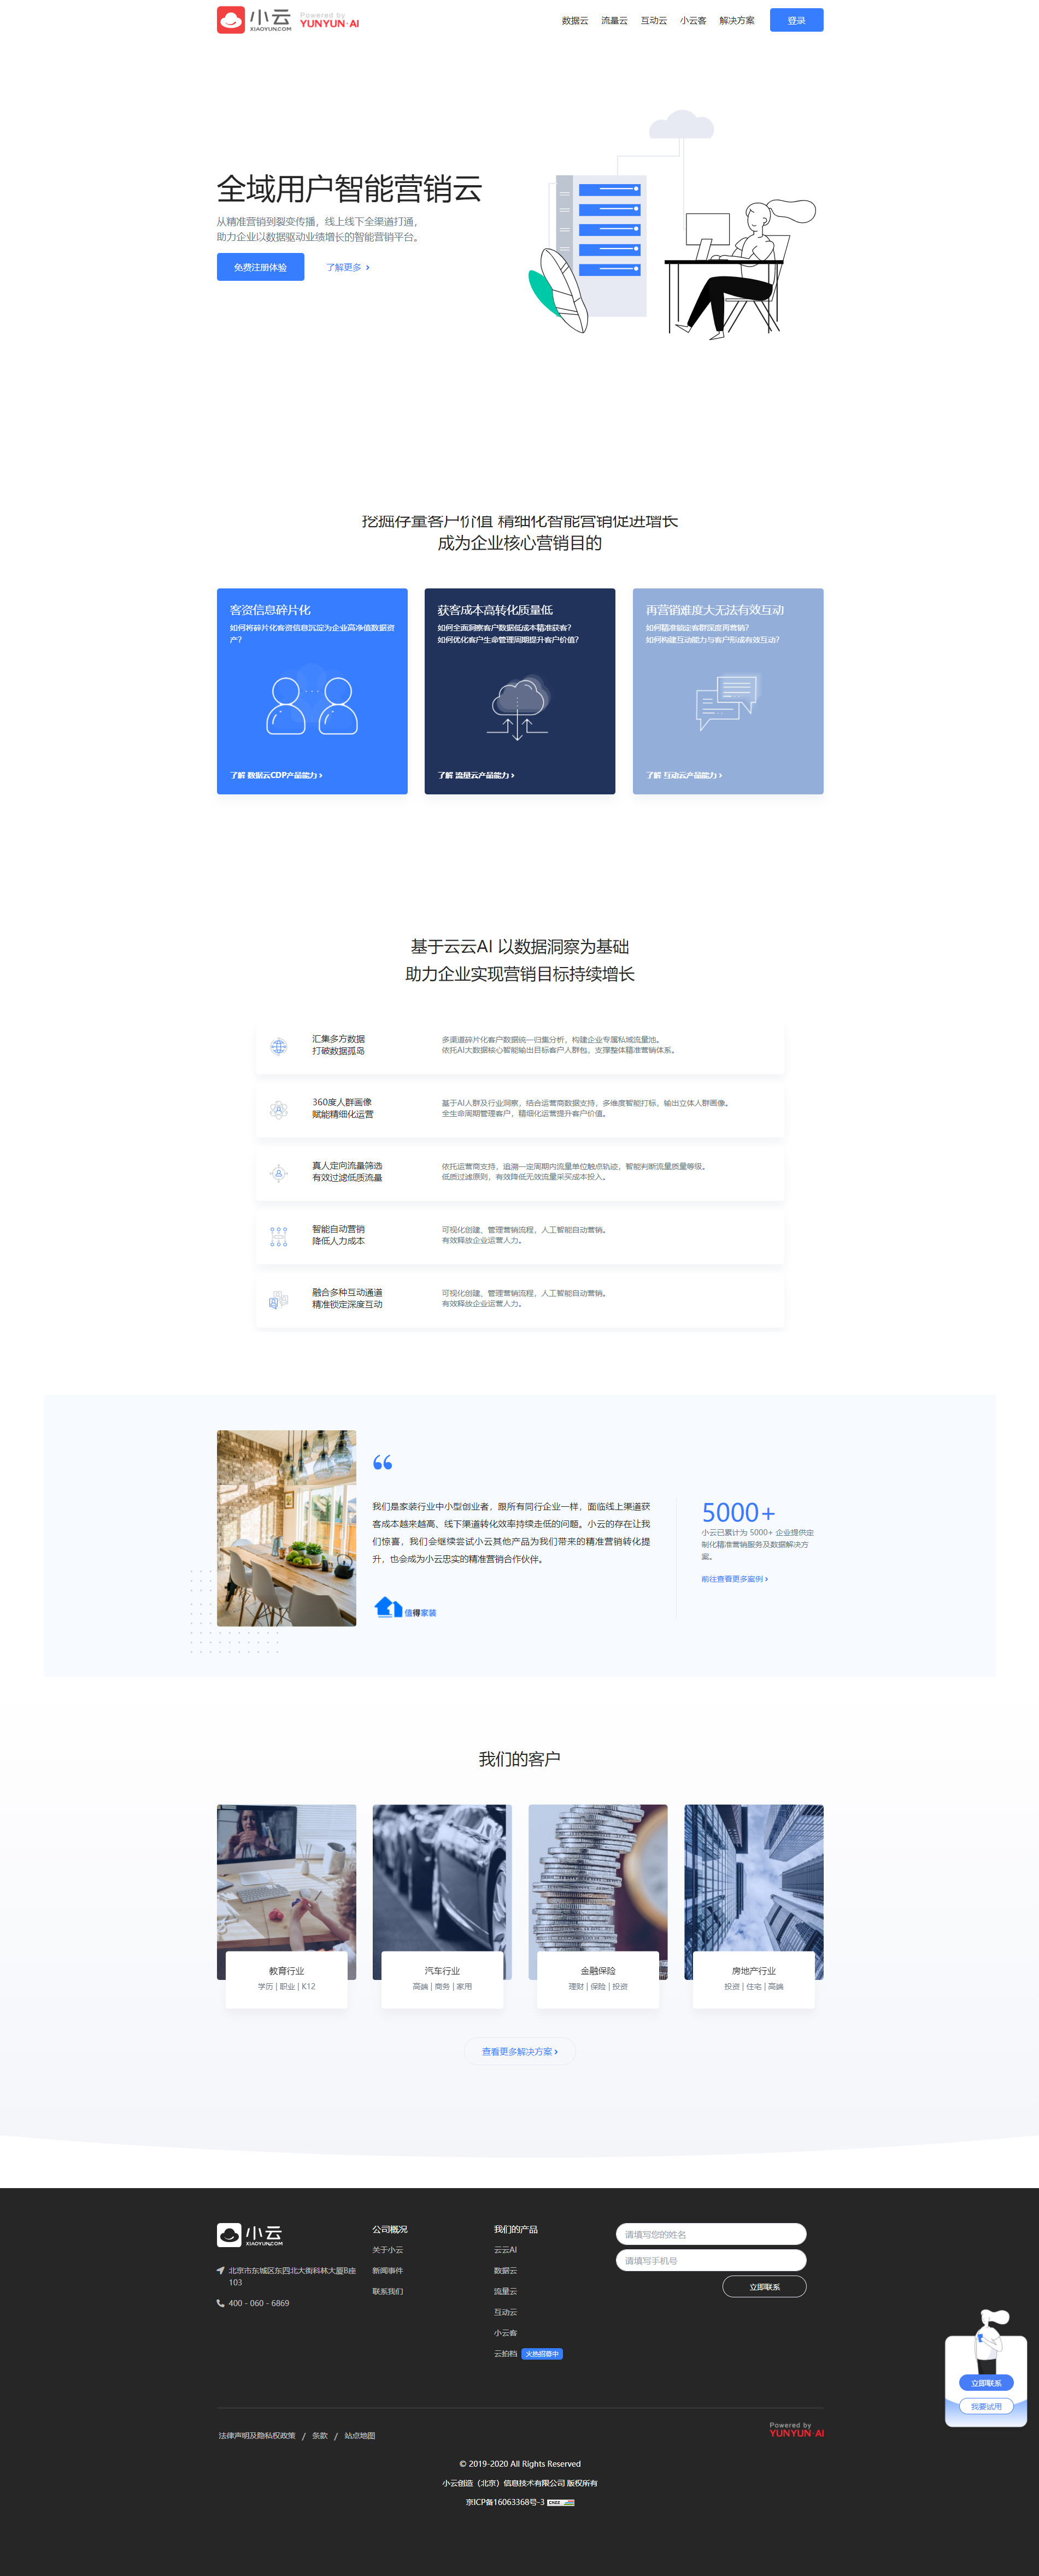 小云
XIAOYUN.COM
Powered by
YUNYUN·AI
数据云
流量云
互动云
小云客
解决方案
登录
全域用户智能营销云
从精准营销到裂变传播，线上线下全渠道打通，
助力企业以数据驱动业绩增长的智能营销平台。
免费注册体验
了解更多 ›
挖掘存量客户价值 精细化智能营销促进增长
成为企业核心营销目的
客资信息碎片化
如何将碎片化客资信息沉淀为企业高净值数据资
产？
了解 数据云CDP产品能力 ›
获客成本高转化质量低
如何全面洞察客户数据低成本精准获客？
如何优化客户生命管理周期提升客户价值？
了解 流量云产品能力 ›
再营销难度大无法有效互动
如何精准锁定客群深度再营销？
如何构建互动能力与客户形成有效互动？
了解 互动云产品能力 ›
基于云云AI 以数据洞察为基础
助力企业实现营销目标持续增长
汇集多方数据
打破数据孤岛
多渠道碎片化客户数据统一归集分析，构建企业专属私域流量池。
依托AI大数据核心智能输出目标客户人群包，支撑整体精准营销体系。
360度人群画像
赋能精细化运营
基于AI人群及行业洞察，结合运营商数据支持，多维度智能打标，输出立体人群画像。
全生命周期管理客户，精细化运营提升客户价值。
真人定向流量筛选
有效过滤低质流量
依托运营商支持，追溯一定周期内流量单位触点轨迹，智能判断流量质量等级。
低质过滤原则，有效降低无效流量采买成本投入。
智能自动营销
降低人力成本
可视化创建、管理营销流程，人工智能自动营销。
有效释放企业运营人力。
融合多种互动通道
精准锁定深度互动
可视化创建、管理营销流程，人工智能自动营销。
有效释放企业运营人力。
我们是家装行业中小型创业者，跟所有同行企业一样，面临线上渠道获
客成本越来越高、线下渠道转化效率持续走低的问题。小云的存在让我
们惊喜，我们会继续尝试小云其他产品为我们带来的精准营销转化提
升，也会成为小云忠实的精准营销合作伙伴。
值得家装
5000+
小云已累计为 5000+ 企业提供定
制化精准营销服务及数据解决方
案。
前往查看更多案例 ›
我们的客户
教育行业
学历 | 职业 | K12
汽车行业
高端 | 商务 | 家用
金融保险
理财 | 保险 | 投资
房地产行业
投资 | 住宅 | 高端
查看更多解决方案 ›
小云
XIAOYUN.COM
北京市东城区东四北大街科林大厦B座
103
400 - 060 - 6869
公司概况
关于小云
新闻事件
联系我们
我们的产品
云云AI
数据云
流量云
互动云
小云客
云拍档 火热招募中
请填写您的姓名
请填写手机号
立即联系
立即联系
我要试用
法律声明及隐私权政策 / 条款 / 站点地图
Powered by
YUNYUN·AI
© 2019-2020 All Rights Reserved
小云创造（北京）信息技术有限公司 版权所有
京ICP备16063368号-3 CNZZ